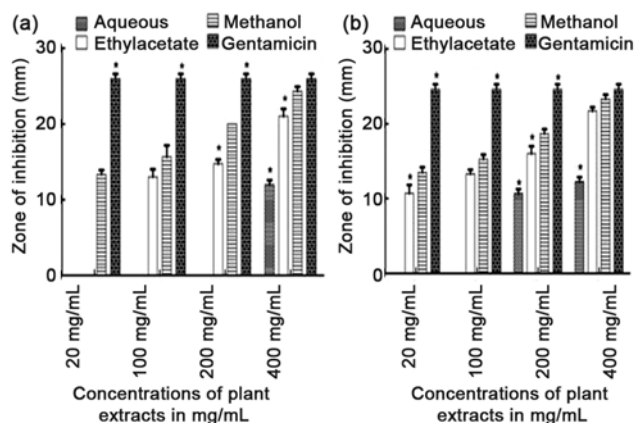 (a)
Aqueous
Methanol
Ethylacetate
Gentamicin
30
20
10
0
Zone of inhibition (mm)
*
*
*
*
*
*
20 mg/mL
100 mg/mL
200 mg/mL
400 mg/mL
Concentrations of plant
extracts in mg/mL
(b)
Aqueous
Methanol
Ethylacetate
Gentamicin
30
20
10
0
Zone of inhibition (mm)
*
*
*
*
*
*
*
20 mg/mL
100 mg/mL
200 mg/mL
400 mg/mL
Concentrations of plant
extracts in mg/mL